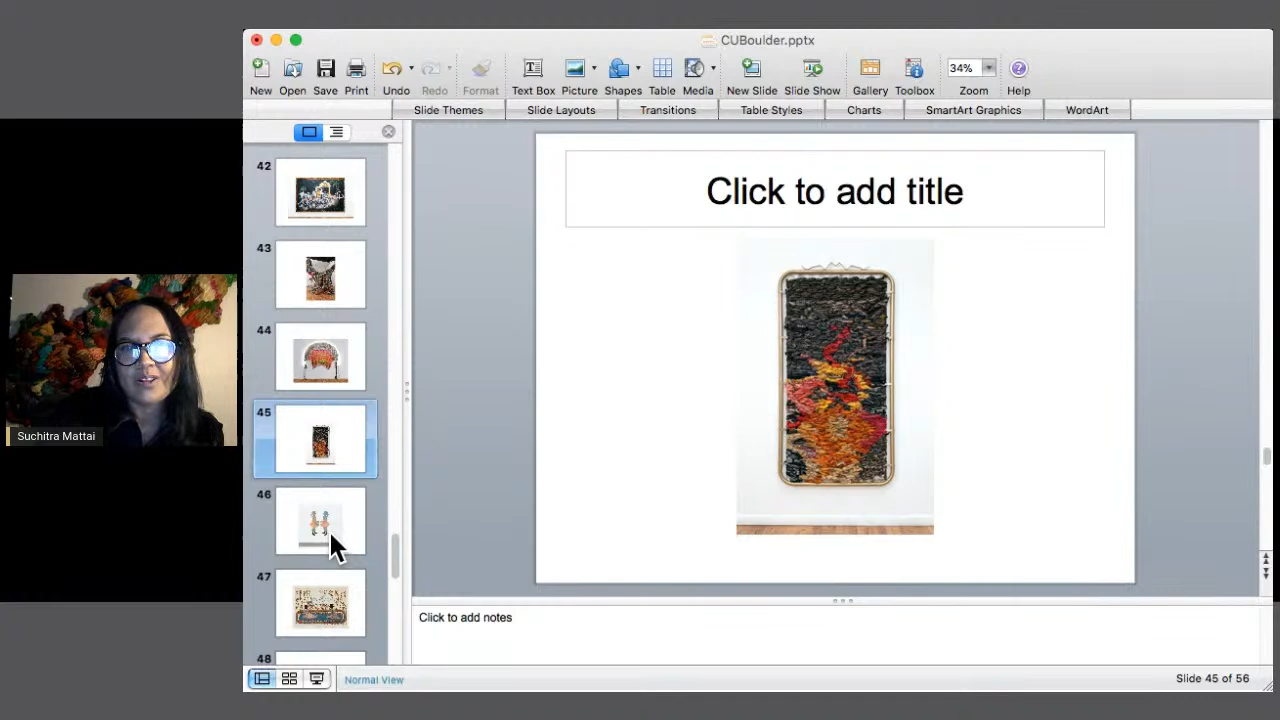 CUBoulder.pptx
New Open Save Print Undo Redo Format Text Box Picture Shapes Table Media New Slide Slide Show Gallery Toolbox 34% Zoom Help
Slide Themes Slide Layouts Transitions Table Styles Charts SmartArt Graphics WordArt
42
Click to add title
43
44
45
Suchitra Mattai
46
47
Click to add notes
48
Normal View
Slide 45 of 56